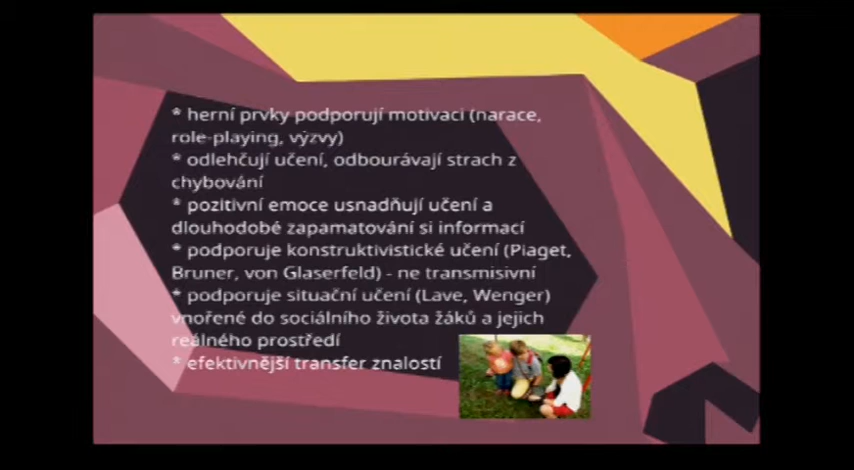 * herní prvky podporují motivaci (narace,
role-playing, výzvy)
* odlehčují učení, odbourávají strach z
chybování
* pozitivní emoce usnadňují učení a
dlouhodobé zapamatování si informací
* podporuje konstruktivistické učení (Piaget,
Bruner, von Glaserfeld) - ne transmisivní
* podporuje situační učení (Lave, Wenger)
vnořené do sociálního života žáků a jejich
reálného prostředí
* efektivnější transfer znalostí